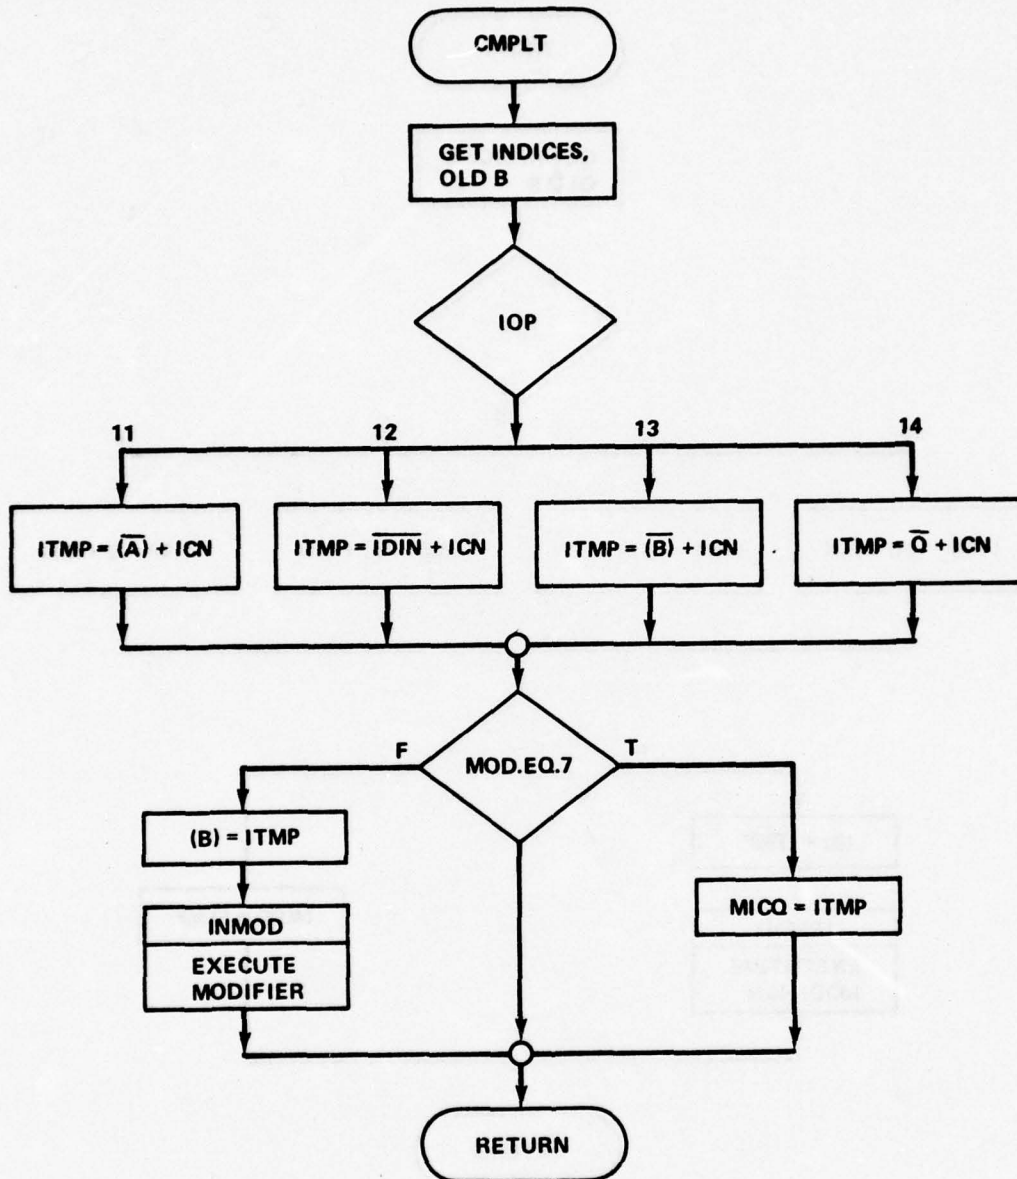 CMPLT
GET INDICES,
OLD B
IOP
11
12
13
14
ITMP = (A̅) + ICN
ITMP = I̅D̅I̅N̅ + ICN
ITMP = (B̅) + ICN
ITMP = Q̅ + ICN
F
MOD.EQ.7
T
(B) = ITMP
INMOD
EXECUTE
MODIFIER
MICQ = ITMP
RETURN